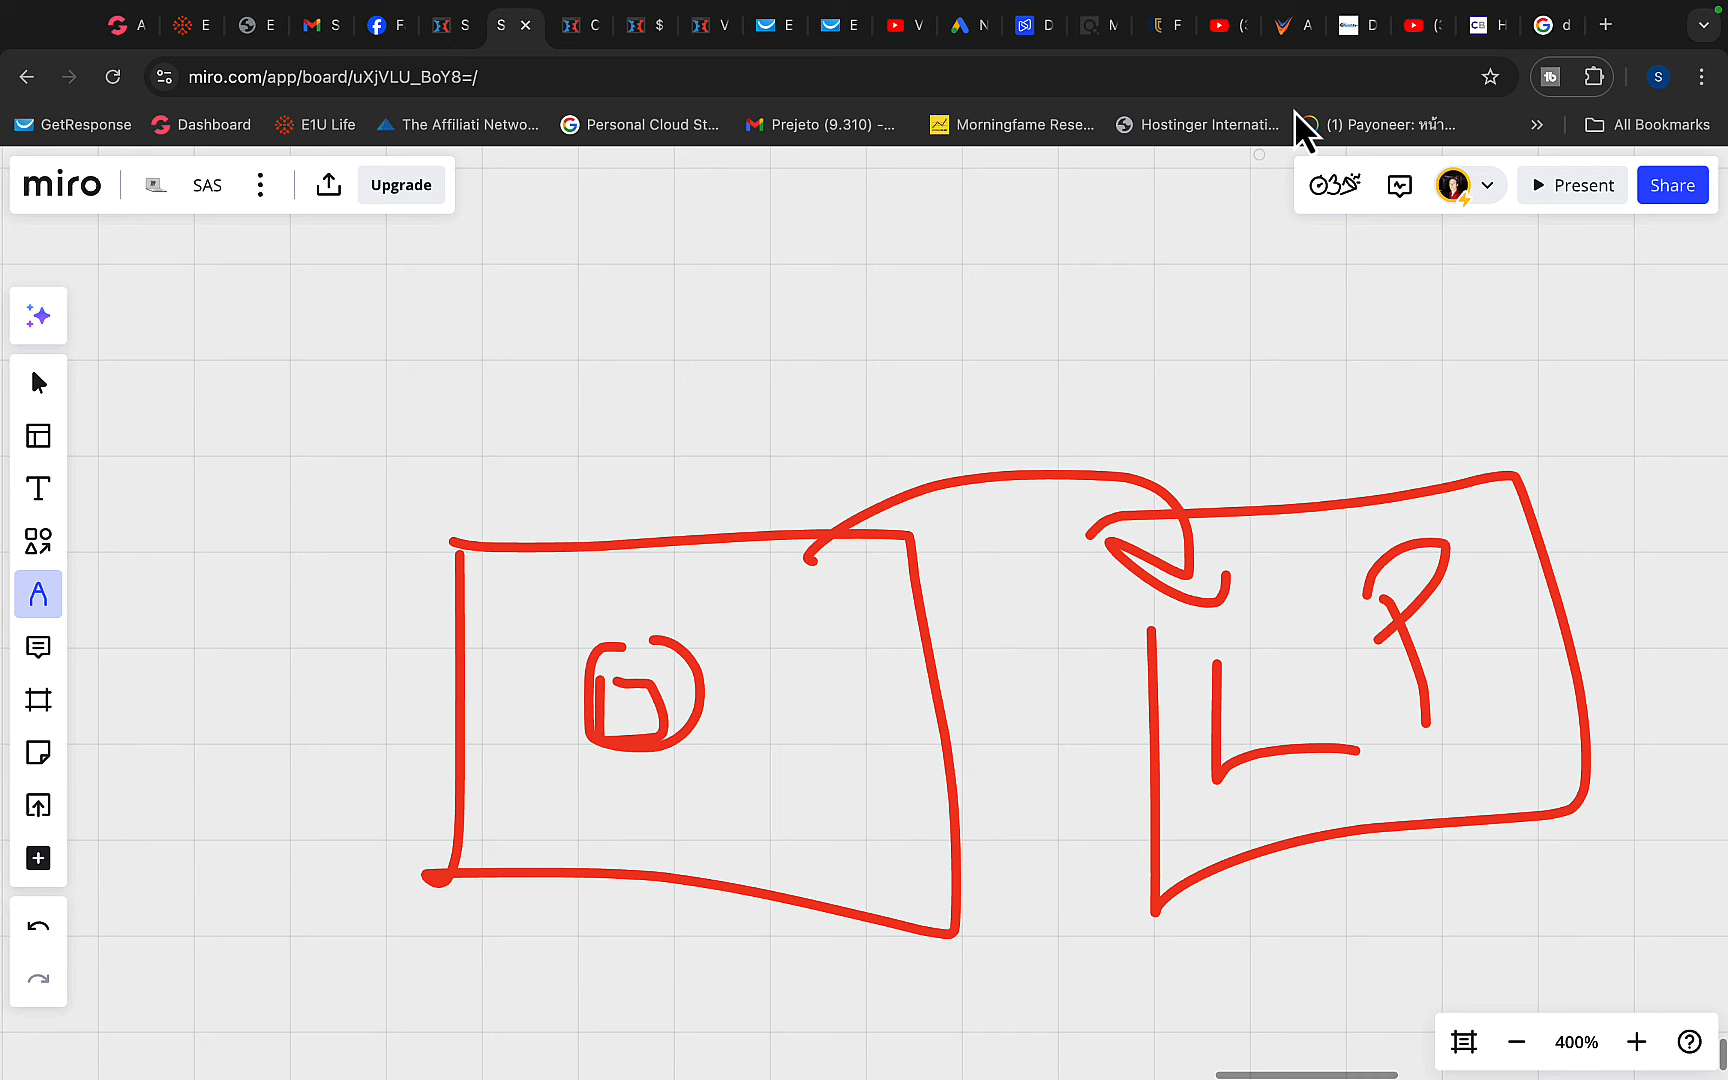 A E E S F S S C $ V E E V N D M F ( A D ( H d
miro.com/app/board/uXjVLU_BoY8=/
S
GetResponse Dashboard E1U Life The Affiliati Netwo... Personal Cloud St... Prejeto (9.310) -... Morningfame Rese... Hostinger Internati... (1) Payoneer: หน้า... » All Bookmarks
miro SAS Upgrade Present Share
D L P
400%